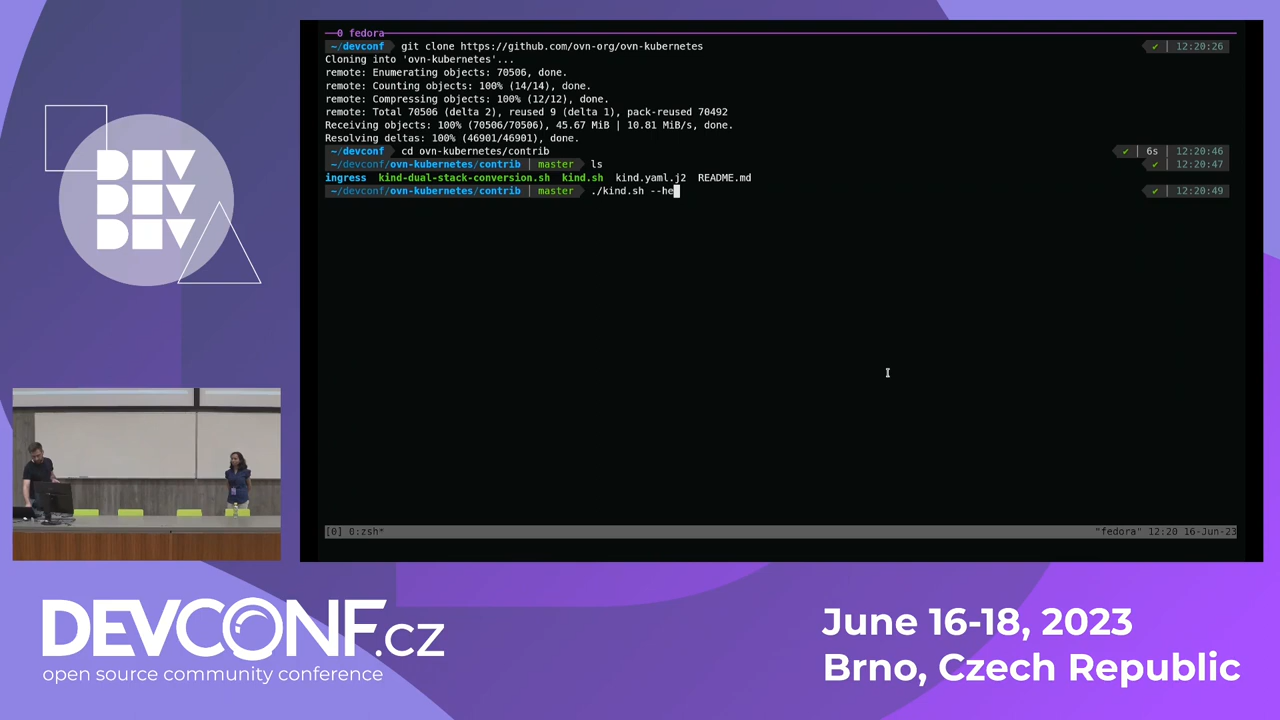 0 fedora
~/devconf git clone https://github.com/ovn-org/ovn-kubernetes ✔ | 12:20:26
Cloning into 'ovn-kubernetes'...
remote: Enumerating objects: 70506, done.
remote: Counting objects: 100% (14/14), done.
remote: Compressing objects: 100% (12/12), done.
remote: Total 70506 (delta 2), reused 9 (delta 1), pack-reused 70492
Receiving objects: 100% (70506/70506), 45.67 MiB | 10.81 MiB/s, done.
Resolving deltas: 100% (46901/46901), done.
~/devconf cd ovn-kubernetes/contrib ✔ | 6s | 12:20:46
~/devconf/ovn-kubernetes/contrib | master ls ✔ | 12:20:47
ingress kind-dual-stack-conversion.sh kind.sh kind.yaml.j2 README.md
~/devconf/ovn-kubernetes/contrib | master ./kind.sh --he ✔ | 12:20:49
[0] 0:zsh* "fedora" 12:20 16-Jun-23
DEV
DEV
DEV
DEVCONF.cz
open source community conference
June 16-18, 2023
Brno, Czech Republic